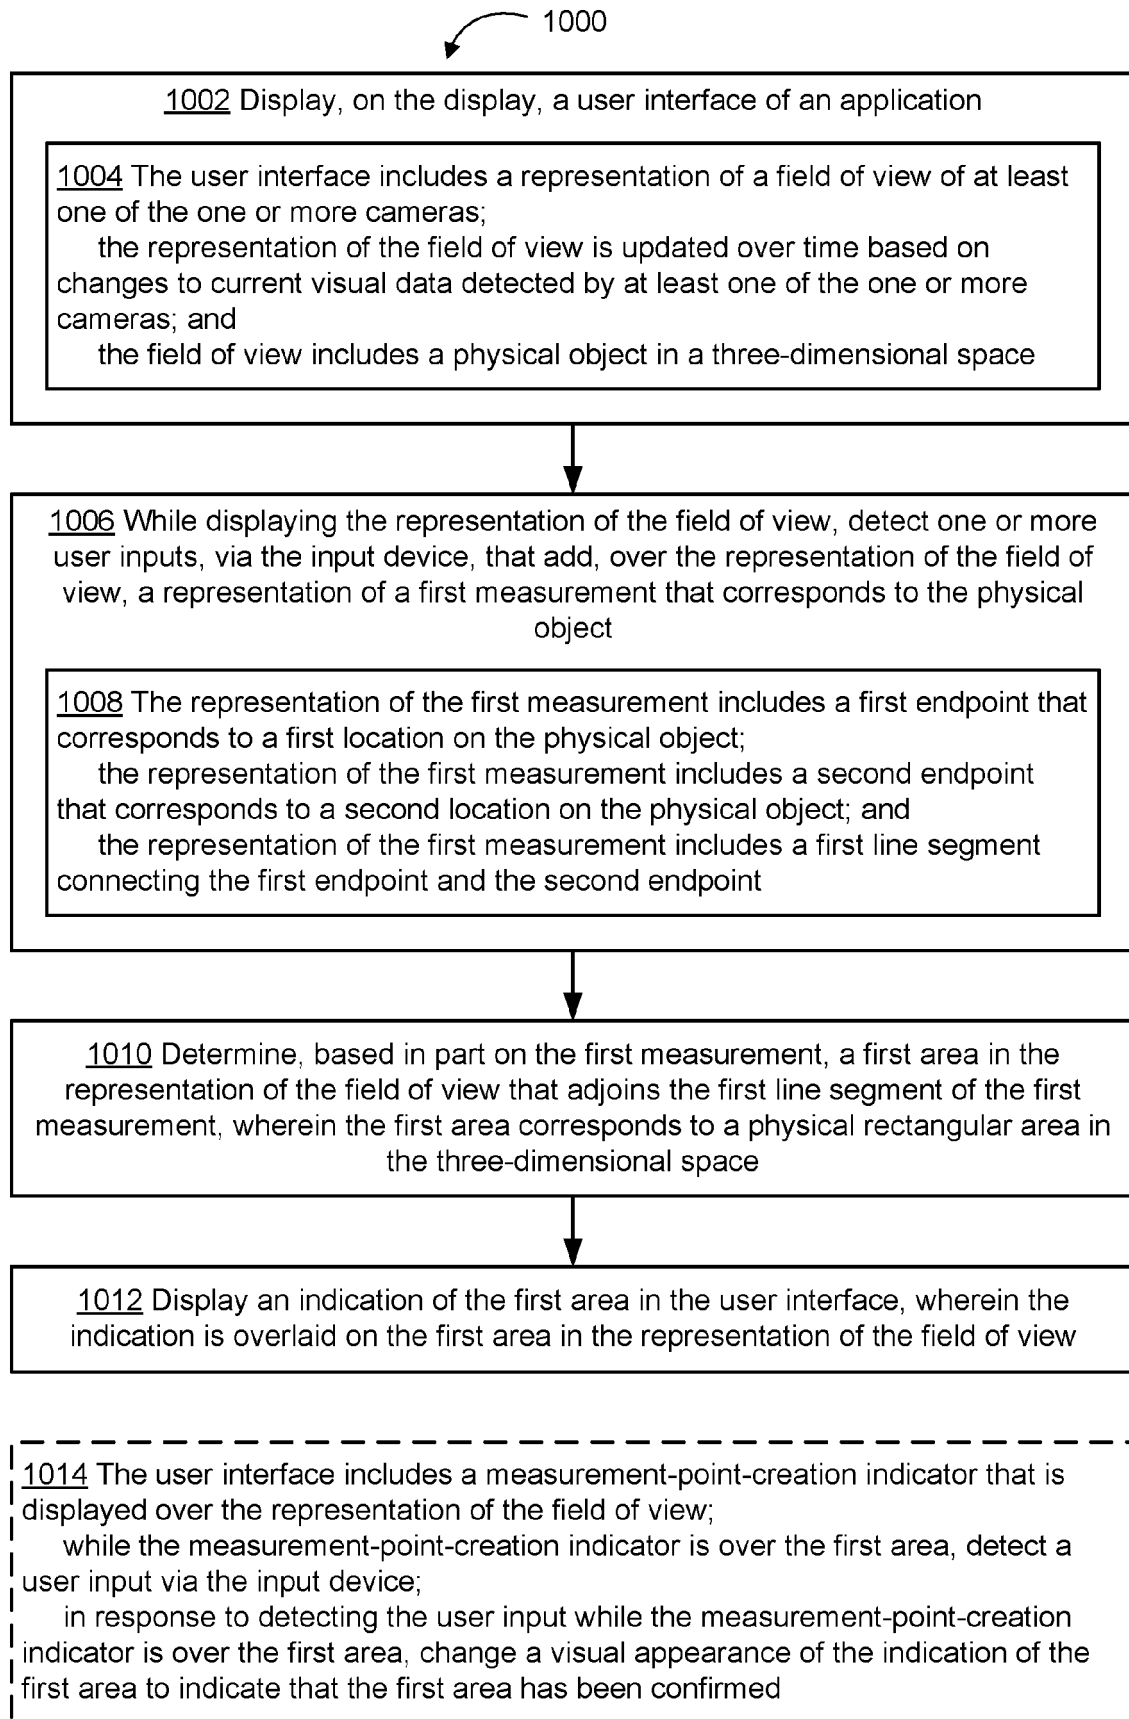 1000
1002 Display, on the display, a user interface of an application
1004 The user interface includes a representation of a field of view of at least
one of the one or more cameras;
the representation of the field of view is updated over time based on
changes to current visual data detected by at least one of the one or more
cameras; and
the field of view includes a physical object in a three-dimensional space
1006 While displaying the representation of the field of view, detect one or more
user inputs, via the input device, that add, over the representation of the field of
view, a representation of a first measurement that corresponds to the physical
object
1008 The representation of the first measurement includes a first endpoint that
corresponds to a first location on the physical object;
the representation of the first measurement includes a second endpoint
that corresponds to a second location on the physical object; and
the representation of the first measurement includes a first line segment
connecting the first endpoint and the second endpoint
1010 Determine, based in part on the first measurement, a first area in the
representation of the field of view that adjoins the first line segment of the first
measurement, wherein the first area corresponds to a physical rectangular area in
the three-dimensional space
1012 Display an indication of the first area in the user interface, wherein the
indication is overlaid on the first area in the representation of the field of view
1014 The user interface includes a measurement-point-creation indicator that is
displayed over the representation of the field of view;
while the measurement-point-creation indicator is over the first area, detect a
user input via the input device;
in response to detecting the user input while the measurement-point-creation
indicator is over the first area, change a visual appearance of the indication of the
first area to indicate that the first area has been confirmed